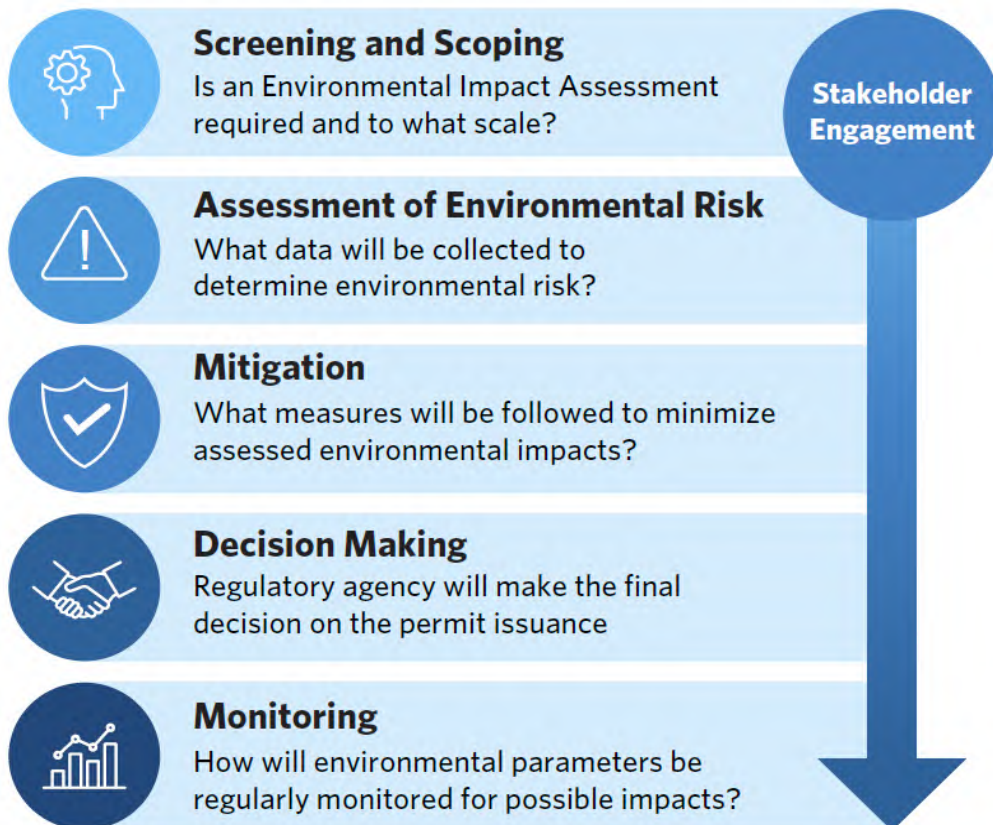 Screening and Scoping
Is an Environmental Impact Assessment
required and to what scale?
Stakeholder
Engagement
Assessment of Environmental Risk
What data will be collected to
determine environmental risk?
Mitigation
What measures will be followed to minimize
assessed environmental impacts?
Decision Making
Regulatory agency will make the final
decision on the permit issuance
Monitoring
How will environmental parameters be
regularly monitored for possible impacts?